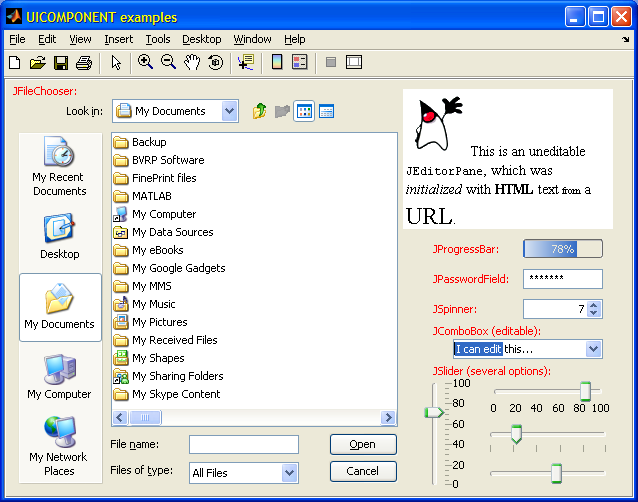 UICOMPONENT examples
File Edit View Insert Tools Desktop Window Help
JFileChooser:
Look in: My Documents
My Recent
Documents
Desktop
My Documents
My Computer
My Network
Places
Backup
BVRP Software
FinePrint files
MATLAB
My Computer
My Data Sources
My eBooks
My Google Gadgets
My MMS
My Music
My Pictures
My Received Files
My Shapes
My Sharing Folders
My Skype Content
File name:
Open
Files of type: All Files
Cancel
This is an uneditable
JEditorPane, which was
initialized with HTML text from a
URL.
JProgressBar: 78%
JPasswordField: *******
JSpinner: 7
JComboBox (editable):
I can edit this...
JSlider (several options):
100
80
60
40
20
0
0 20 40 60 80 100